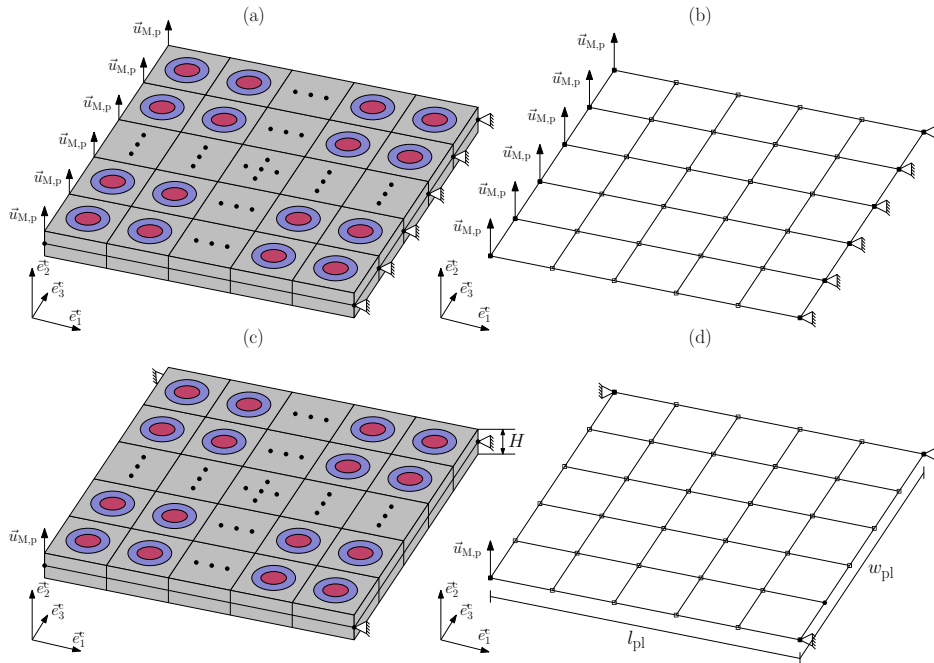 (a)
u⃗M,p
u⃗M,p
u⃗M,p
u⃗M,p
u⃗M,p
u⃗M,p
e⃗2
e⃗3
e⃗1
(b)
u⃗M,p
u⃗M,p
u⃗M,p
u⃗M,p
u⃗M,p
u⃗M,p
e⃗2
e⃗3
e⃗1
(c)
H
u⃗M,p
e⃗2
e⃗3
e⃗1
(d)
u⃗M,p
wpl
lpl
e⃗2
e⃗3
e⃗1